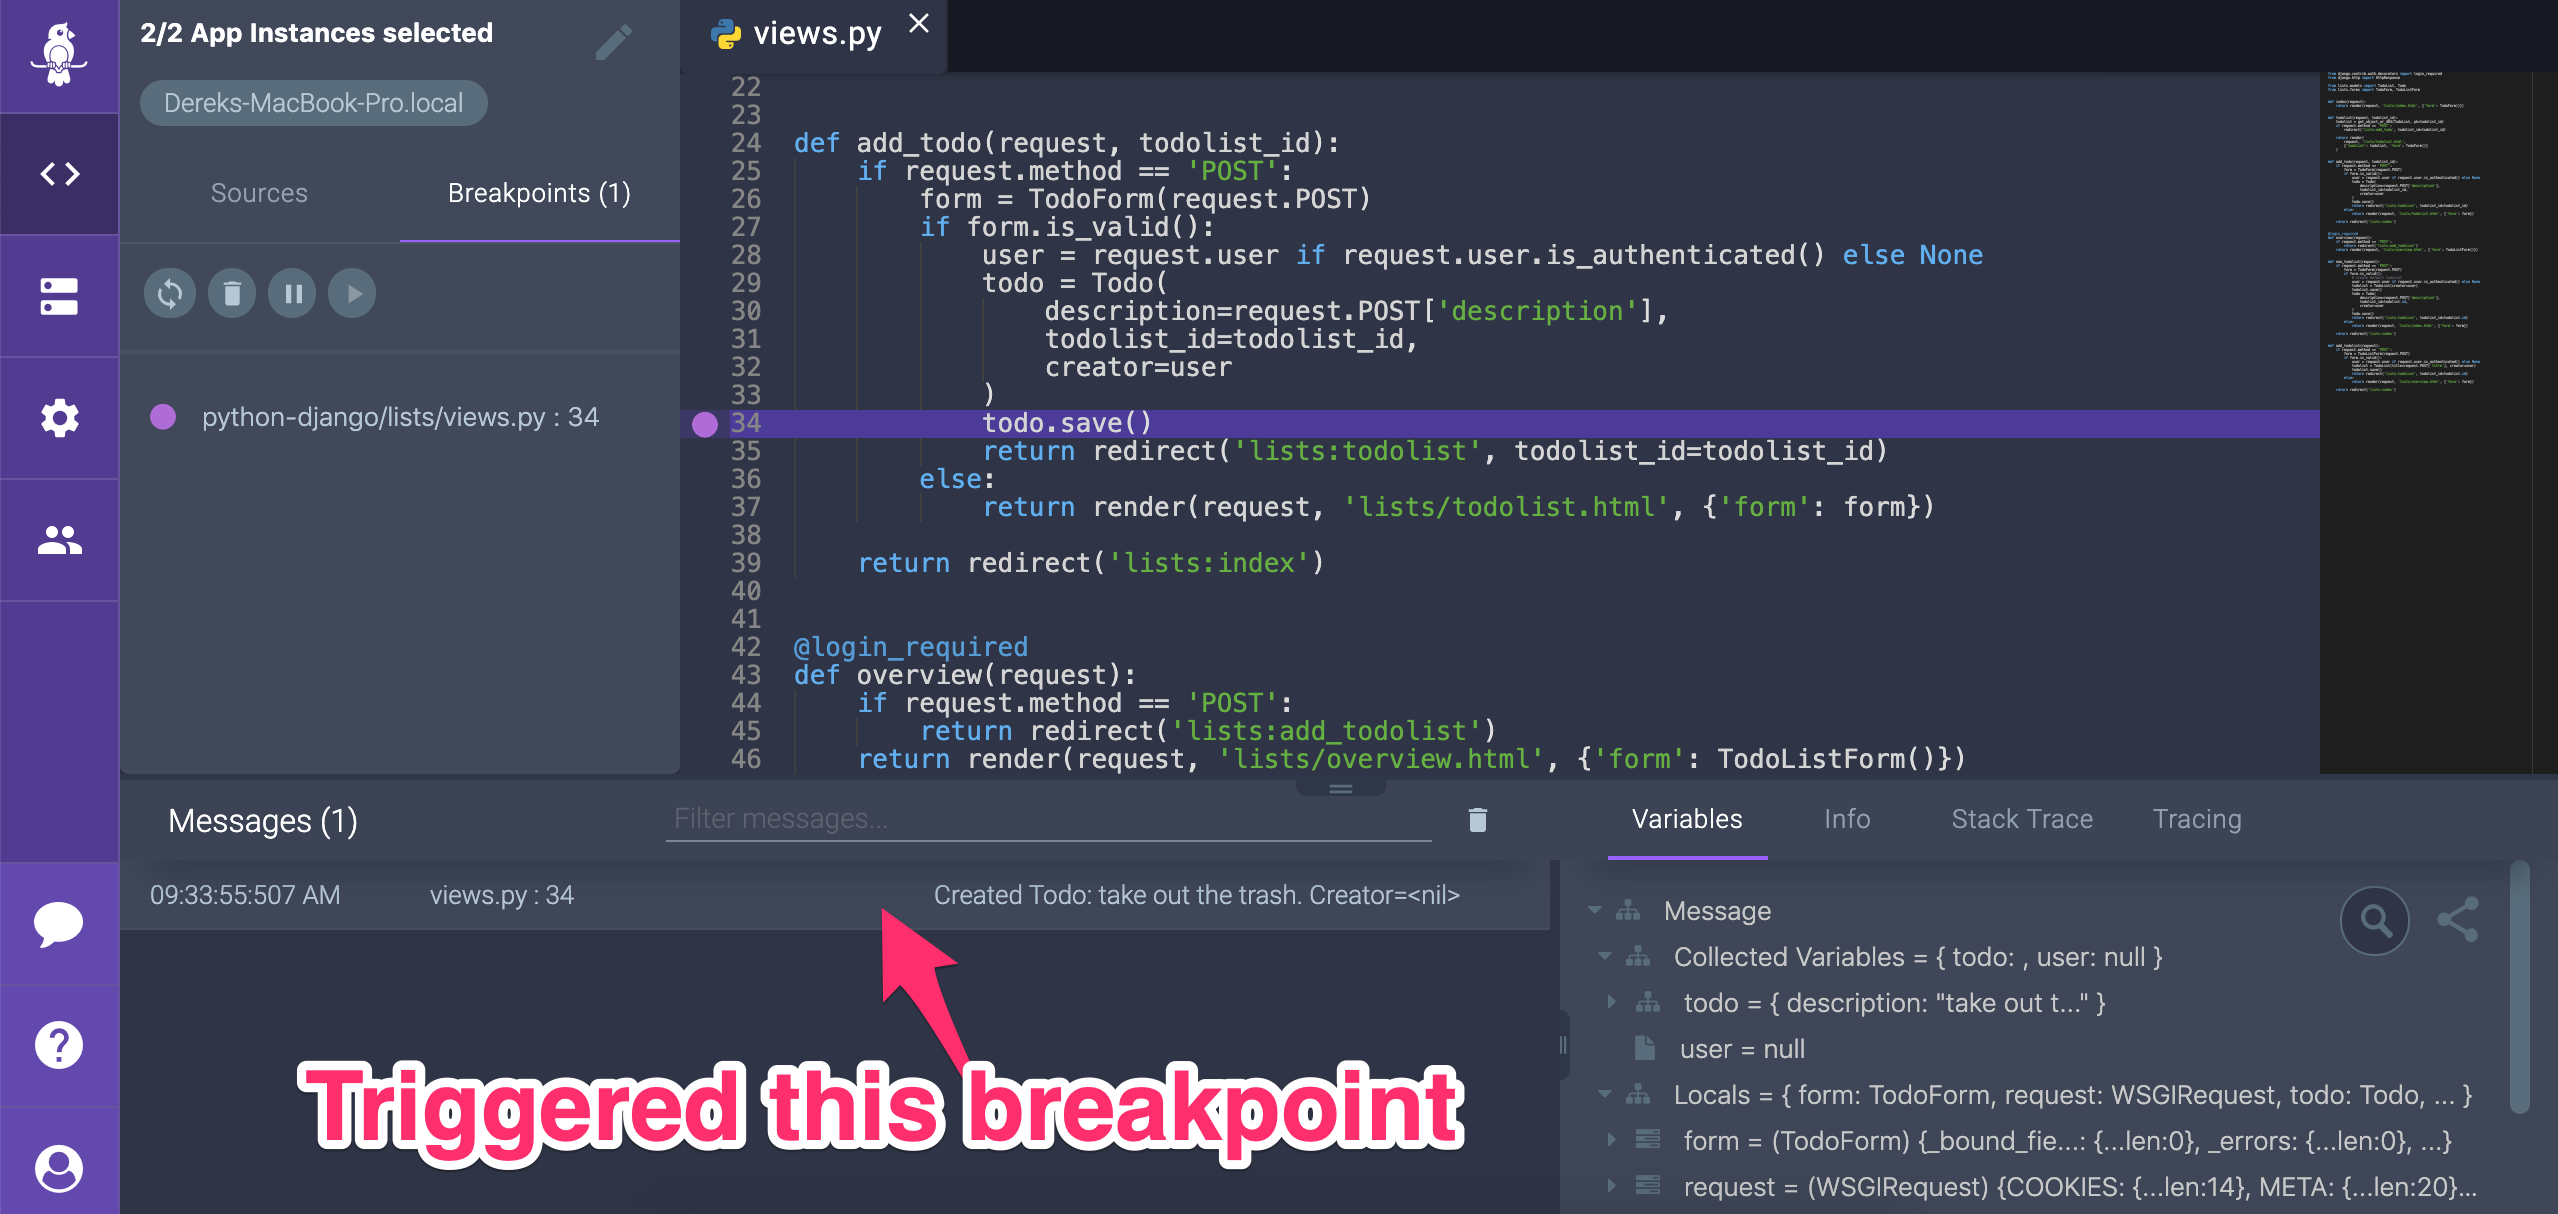 2/2 App Instances selected
Dereks-MacBook-Pro.local
Sources
Breakpoints (1)
python-django/lists/views.py : 34
views.py
22
23
24 def add_todo(request, todolist_id):
25     if request.method == 'POST':
26         form = TodoForm(request.POST)
27         if form.is_valid():
28             user = request.user if request.user.is_authenticated() else None
29             todo = Todo(
30                 description=request.POST['description'],
31                 todolist_id=todolist_id,
32                 creator=user
33             )
34             todo.save()
35             return redirect('lists:todolist', todolist_id=todolist_id)
36         else:
37             return render(request, 'lists/todolist.html', {'form': form})
38
39     return redirect('lists:index')
40
41
42 @login_required
43 def overview(request):
44     if request.method == 'POST':
45         return redirect('lists:add_todolist')
46     return render(request, 'lists/overview.html', {'form': TodoListForm()})
Messages (1)
Filter messages...
09:33:55:507 AM
views.py : 34
Created Todo: take out the trash. Creator=<nil>
Triggered this breakpoint
Variables
Info
Stack Trace
Tracing
Message
Collected Variables = { todo: , user: null }
todo = { description: "take out t..." }
user = null
Locals = { form: TodoForm, request: WSGIRequest, todo: Todo, ... }
form = (TodoForm) {_bound_fie...: {...len:0}, _errors: {...len:0}, ...}
request = (WSGIRequest) {COOKIES: {...len:14}, META: {...len:20}...